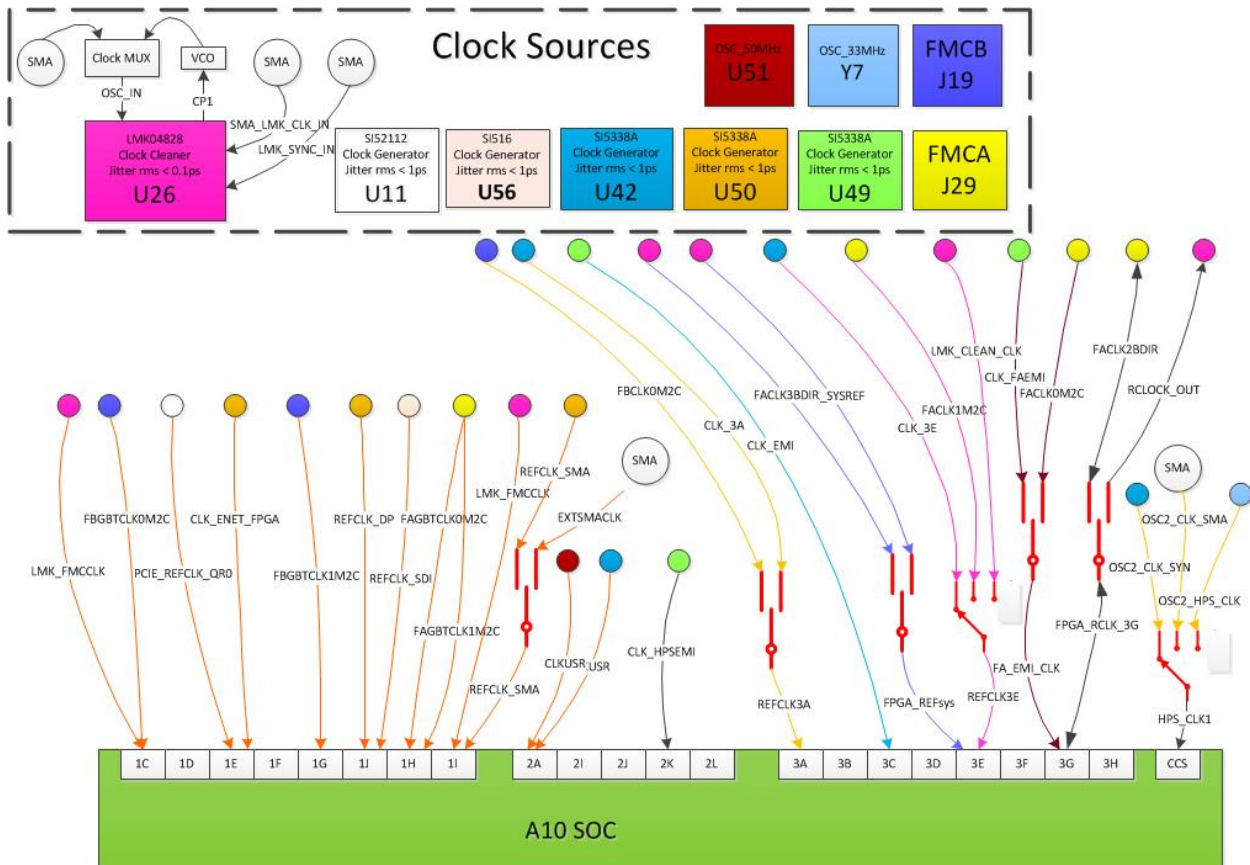 Clock Sources
SMA
Clock MUX
VCO
SMA
SMA
OSC_IN
CP1
SMA_LMK_CLK_IN
LMK_SYNC_IN
OSC_50MHz
U51
OSC_33MHz
Y7
FMCB
J19
LMK04828
Clock Cleaner
Jitter rms < 0.1ps
U26
SI52112
Clock Generator
Jitter rms < 1ps
U11
SI516
Clock Generator
Jitter rms < 1ps
U56
SI5338A
Clock Generator
Jitter rms < 1ps
U42
SI5338A
Clock Generator
Jitter rms < 1ps
U50
SI5338A
Clock Generator
Jitter rms < 1ps
U49
FMCA
J29
LMK_CLEAN_CLK
FACLK2BDIR
CLK_FAEMI
FBCLK0M2C
FACLK3BDIR_SYSREF
FACLK1M2C
FACLK0M2C
RCLOCK_OUT
CLK_3A
CLK_3E
CLK_EMI
REFCLK_SMA
SMA
SMA
LMK_FMCCLK
FBGBTCLK0M2C
CLK_ENET_FPGA
REFCLK_DP
FAGBTCLK0M2C
EXTSMACLK
OSC2_CLK_SMA
LMK_FMCCLK
PCIE_REFCLK_QR0
FBGBTCLK1M2C
REFCLK_SDI
OSC2_CLK_SYN
OSC2_HPS_CLK
FAGBTCLK1M2C
FPGA_RCLK_3G
CLKUSR
CUSR
CLK_HPSEMI
FA_EMI_CLK
REFCLK_SMA
REFCLK3A
FPGA_REFsys
REFCLK3E
HPS_CLK1
1C
1D
1E
1F
1G
1J
1H
1I
2A
2I
2J
2K
2L
3A
3B
3C
3D
3E
3F
3G
3H
CCS
A10 SOC